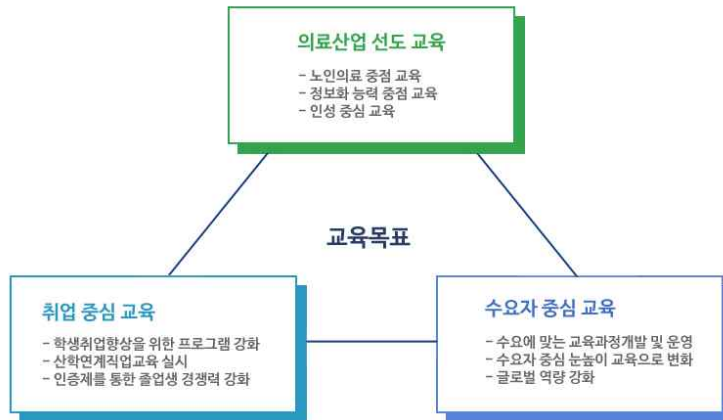 의료산업 선도 교육
- 노인의료 중점 교육
- 정보화 능력 중점 교육
- 인성 중심 교육
교육목표
취업 중심 교육
- 학생취업향상을 위한 프로그램 강화
- 산학연계직업교육 실시
- 인증제를 통한 졸업생 경쟁력 강화
수요자 중심 교육
- 수요에 맞는 교육과정개발 및 운영
- 수요자 중심 눈높이 교육으로 변화
- 글로벌 역량 강화